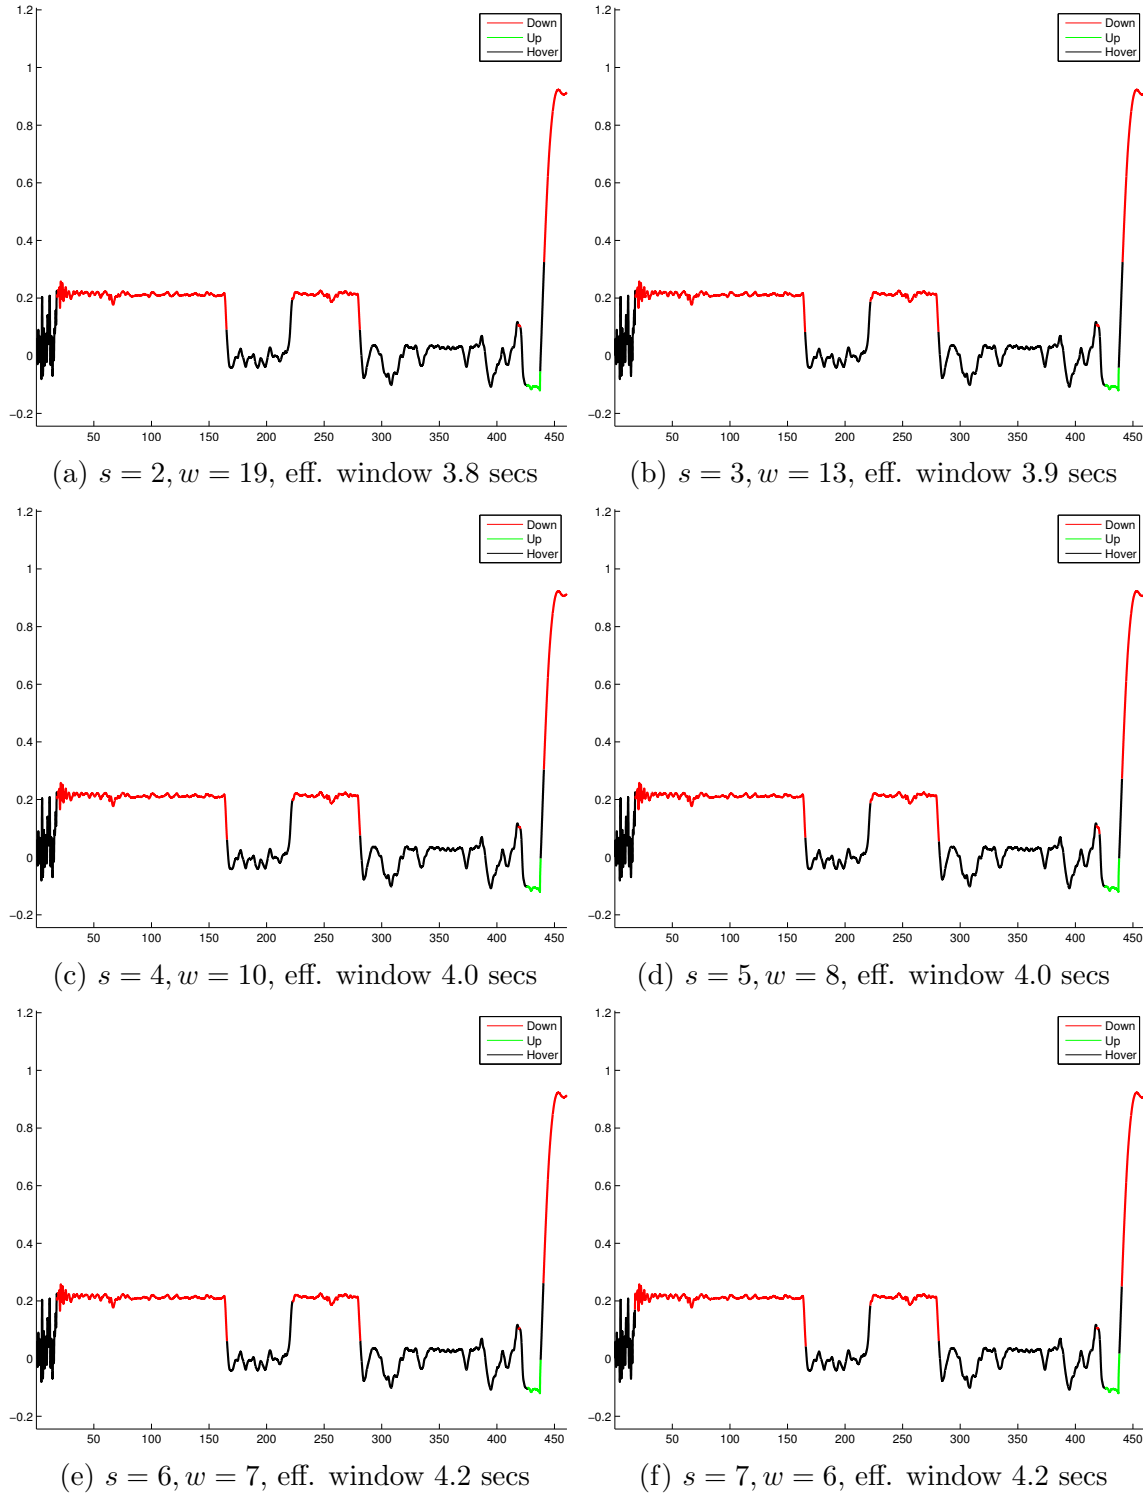 1.2
1
0.8
0.6
0.4
0.2
0
−0.2
50 100 150 200 250 300 350 400 450
Down
Up
Hover
(a) s = 2, w = 19, eff. window 3.8 secs
1.2
1
0.8
0.6
0.4
0.2
0
−0.2
50 100 150 200 250 300 350 400 450
Down
Up
Hover
(b) s = 3, w = 13, eff. window 3.9 secs
1.2
1
0.8
0.6
0.4
0.2
0
−0.2
50 100 150 200 250 300 350 400 450
Down
Up
Hover
(c) s = 4, w = 10, eff. window 4.0 secs
1.2
1
0.8
0.6
0.4
0.2
0
−0.2
50 100 150 200 250 300 350 400 450
Down
Up
Hover
(d) s = 5, w = 8, eff. window 4.0 secs
1.2
1
0.8
0.6
0.4
0.2
0
−0.2
50 100 150 200 250 300 350 400 450
Down
Up
Hover
(e) s = 6, w = 7, eff. window 4.2 secs
1.2
1
0.8
0.6
0.4
0.2
0
−0.2
50 100 150 200 250 300 350 400 450
Down
Up
Hover
(f) s = 7, w = 6, eff. window 4.2 secs